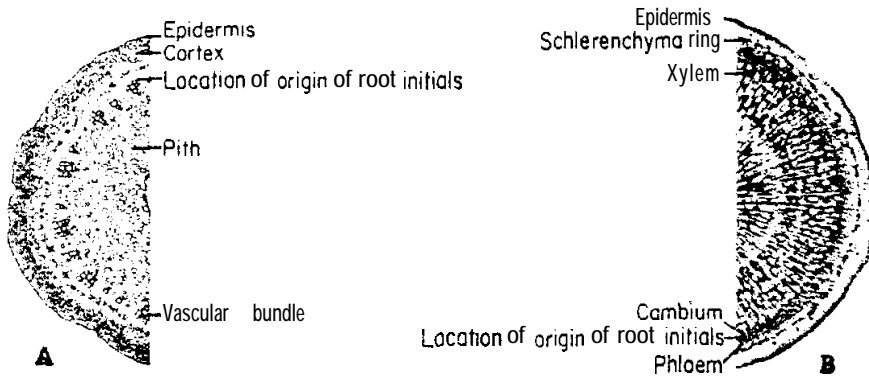 Epidermis
Cortex
Location of origin of root initials
Pith
Vascular bundle
A
Epidermis
Schlerenchyma ring
Xylem
Cambium
Location of origin of root initials
Phloem
B